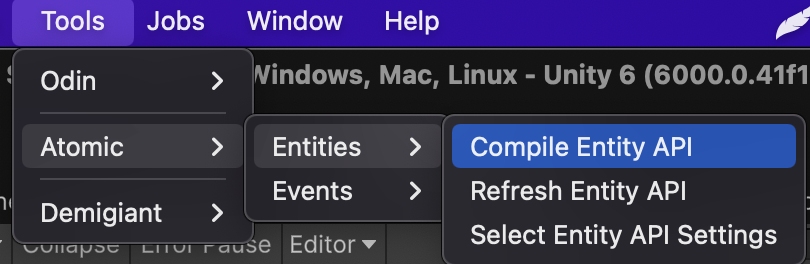 Tools Jobs Window Help
Odin
Windows, Mac, Linux - Unity 6 (6000.0.41f1
Atomic
Entities
Compile Entity API
Events
Refresh Entity API
Demigiant
Select Entity API Settings
Collapse Error Pause Editor